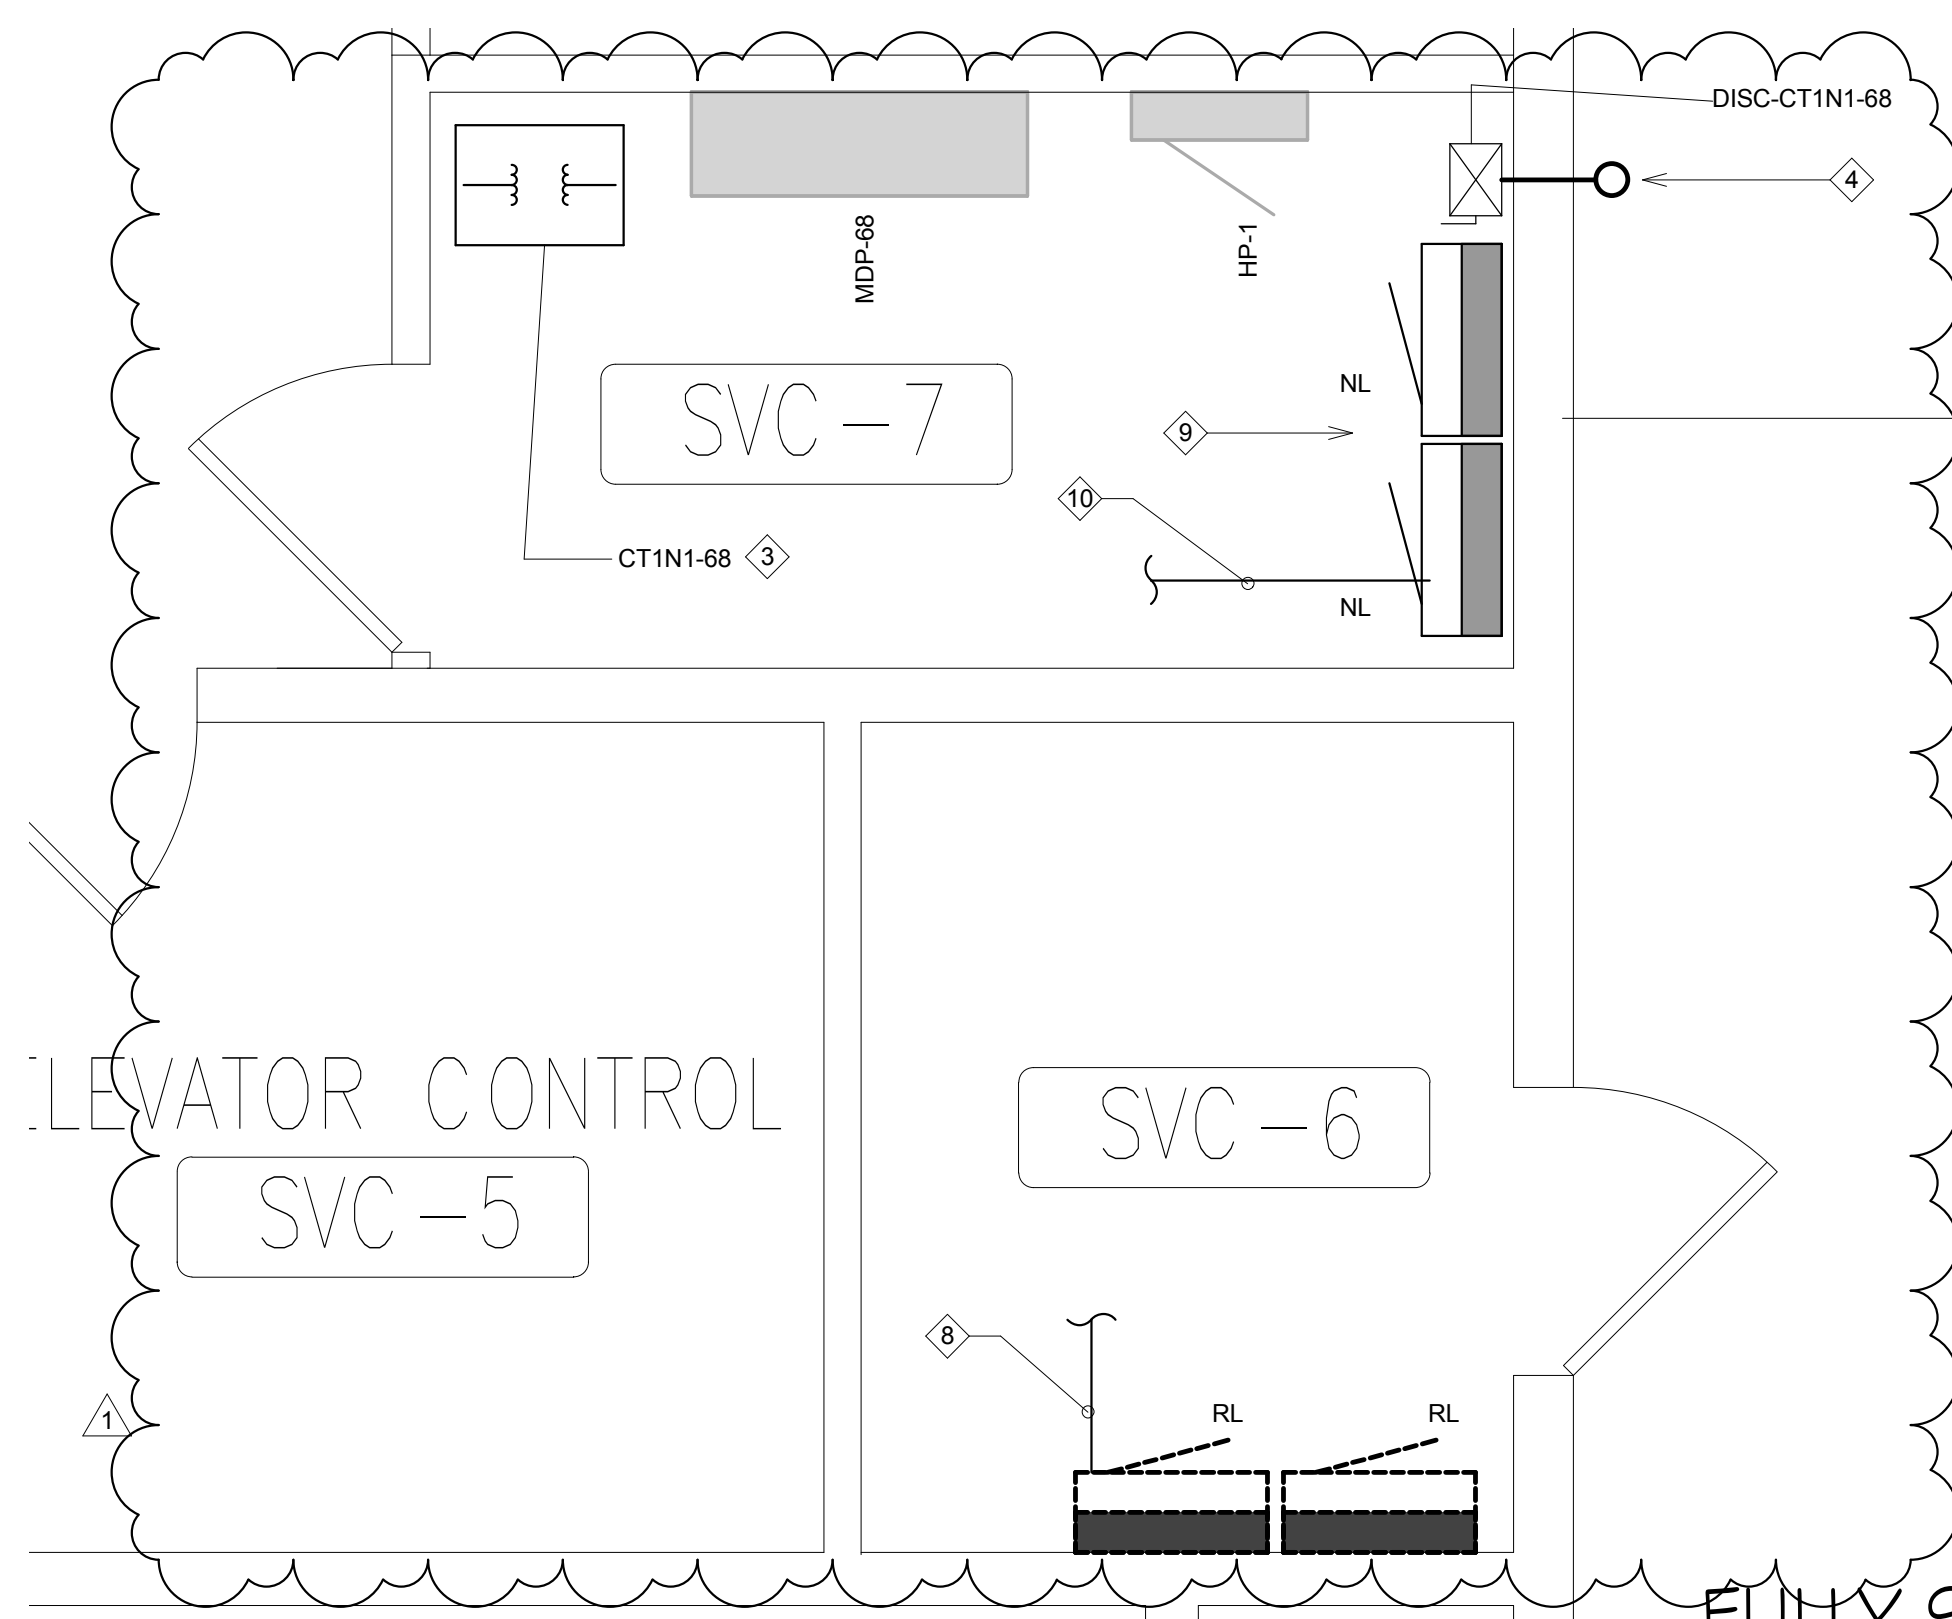 DISC-CT1N1-68
4
MDP-68
HP-1
NL
SVC-7
9
10
CT1N1-68 3
NL
LEVATOR CONTROL
SVC-6
SVC-5
8
RL RL
1